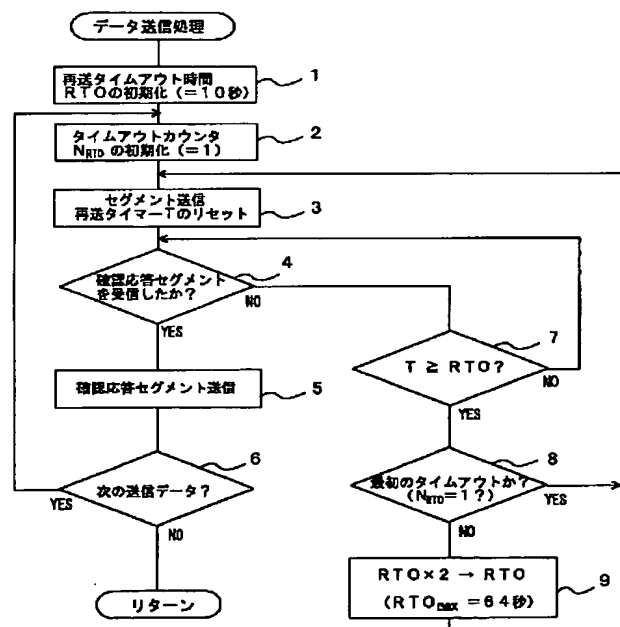 データ送信処理
再送タイムアウト時間
RTOの初期化(=10秒)
1
タイムアウトカウンタ
NRTOの初期化(=1)
2
セグメント送信
再送タイマーTのリセット
3
確認応答セグメント
を受信したか?
4
NO
YES
確認応答セグメント送信
5
次の送信データ?
6
YES
NO
リターン
T ≧ RTO?
7
NO
YES
最初のタイムアウトか?
(NRTO=1?)
8
YES
NO
RTO×2→RTO
(RTOmax=64秒)
9